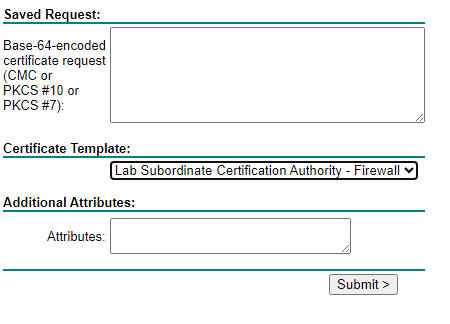 Saved Request:
Base-64-encoded
certificate request
(CMC or
PKCS #10 or
PKCS #7):
Certificate Template:
Lab Subordinate Certification Authority - Firewall
Additional Attributes:
Attributes:
Submit >